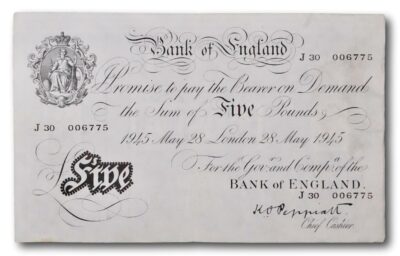 Bank of England
J 30 006775
I Promise to pay the Bearer on Demand
the Sum of Five Pounds
J 30 006775
1945 May 28 London 28 May 1945
For the Govr. and Compa. of the
BANK OF ENGLAND.
J 30 006775
Five
K O Peppiatt
Chief Cashier.